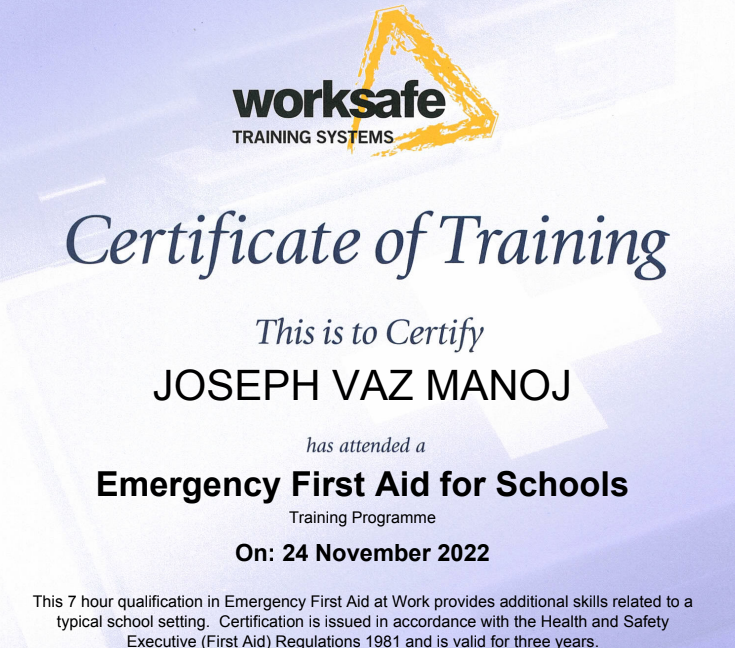 worksafe
TRAINING SYSTEMS
Certificate of Training
This is to Certify
JOSEPH VAZ MANOJ
has attended a
Emergency First Aid for Schools
Training Programme
On: 24 November 2022
This 7 hour qualification in Emergency First Aid at Work provides additional skills related to a
typical school setting.  Certification is issued in accordance with the Health and Safety
Executive (First Aid) Regulations 1981 and is valid for three years.